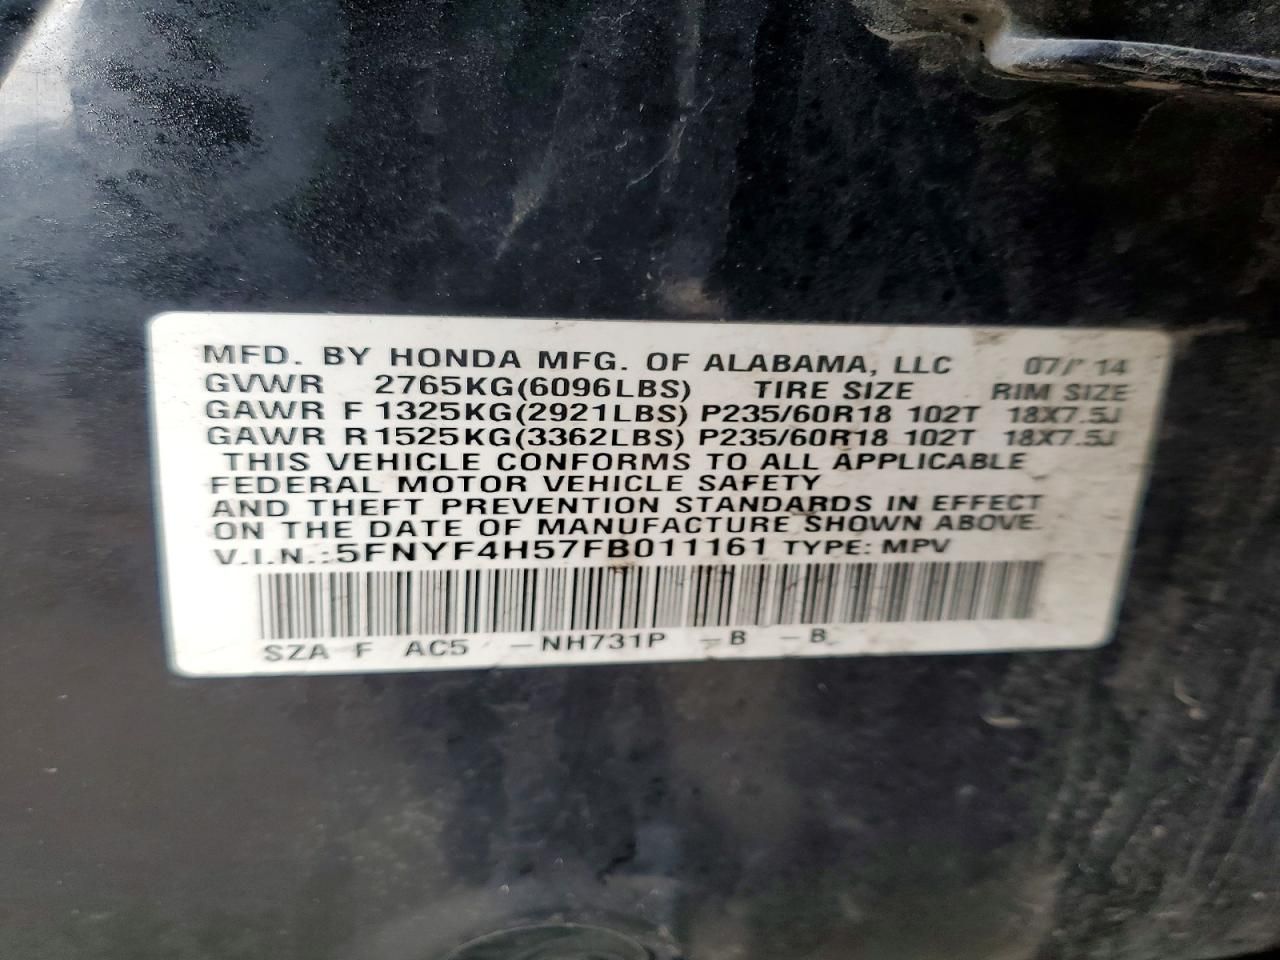 MFD. BY HONDA MFG. OF ALABAMA, LLC 07/'14
GVWR 2765KG(6096LBS) TIRE SIZE RIM SIZE
GAWR F 1325KG(2921LBS) P235/60R18 102T 18X7.5J
GAWR R 1525KG(3362LBS) P235/60R18 102T 18X7.5J
THIS VEHICLE CONFORMS TO ALL APPLICABLE
FEDERAL MOTOR VEHICLE SAFETY
AND THEFT PREVENTION STANDARDS IN EFFECT
ON THE DATE OF MANUFACTURE SHOWN ABOVE.
V.I.N.:5FNYF4H57FB011161 TYPE: MPV
SZA F AC5 -NH731P -B -B